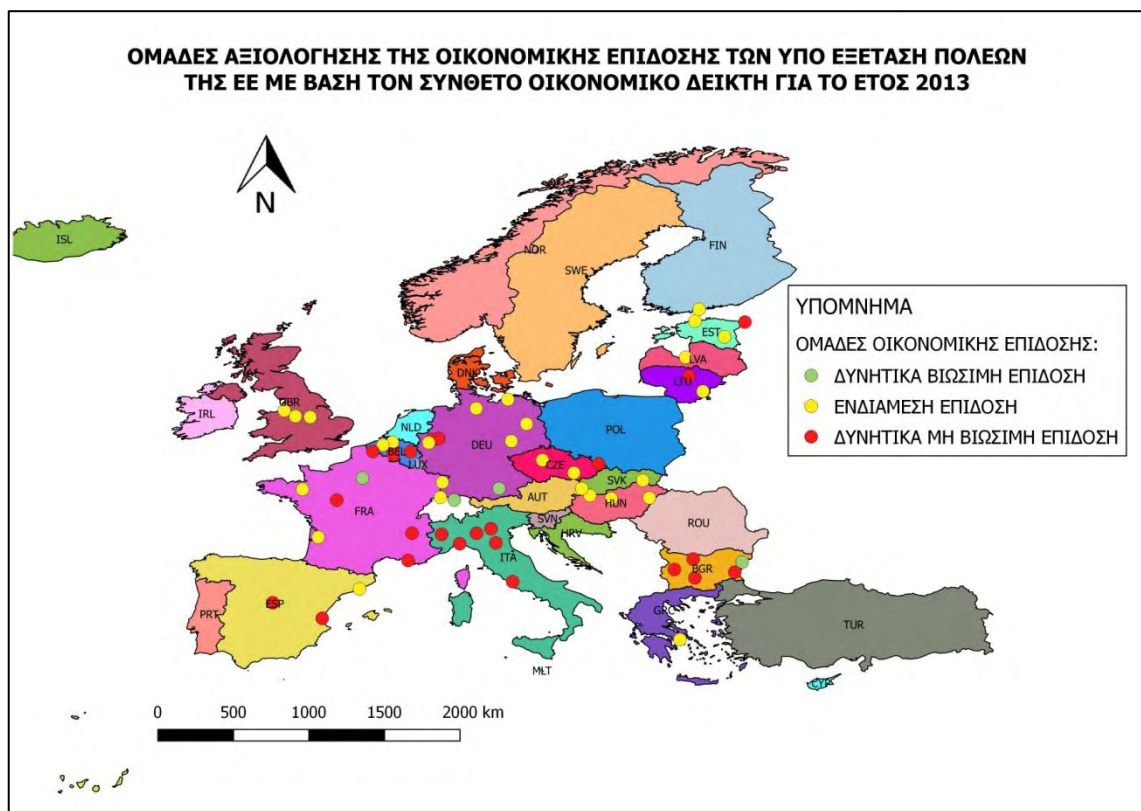 ΟΜΑΔΕΣ ΑΞΙΟΛΟΓΗΣΗΣ ΤΗΣ ΟΙΚΟΝΟΜΙΚΗΣ ΕΠΙΔΟΣΗΣ ΤΩΝ ΥΠΟ ΕΞΕΤΑΣΗ ΠΟΛΕΩΝ
ΤΗΣ ΕΕ ΜΕ ΒΑΣΗ ΤΟΝ ΣΥΝΘΕΤΟ ΟΙΚΟΝΟΜΙΚΟ ΔΕΙΚΤΗ ΓΙΑ ΤΟ ΕΤΟΣ 2013
N
ISL
NOR
SWE
FIN
EST
LVA
LTU
DNK
GBR
IRL
NLD
BEL
LUX
DEU
POL
CZE
SVK
AUT
HUN
SVN
HRV
FRA
ITA
ROU
BGR
ESP
PRT
GRC
TUR
MLT
CYP
ΥΠΟΜΝΗΜΑ
ΟΜΑΔΕΣ ΟΙΚΟΝΟΜΙΚΗΣ ΕΠΙΔΟΣΗΣ:
ΔΥΝΗΤΙΚΑ ΒΙΩΣΙΜΗ ΕΠΙΔΟΣΗ
ΕΝΔΙΑΜΕΣΗ ΕΠΙΔΟΣΗ
ΔΥΝΗΤΙΚΑ ΜΗ ΒΙΩΣΙΜΗ ΕΠΙΔΟΣΗ
0 500 1000 1500 2000 km